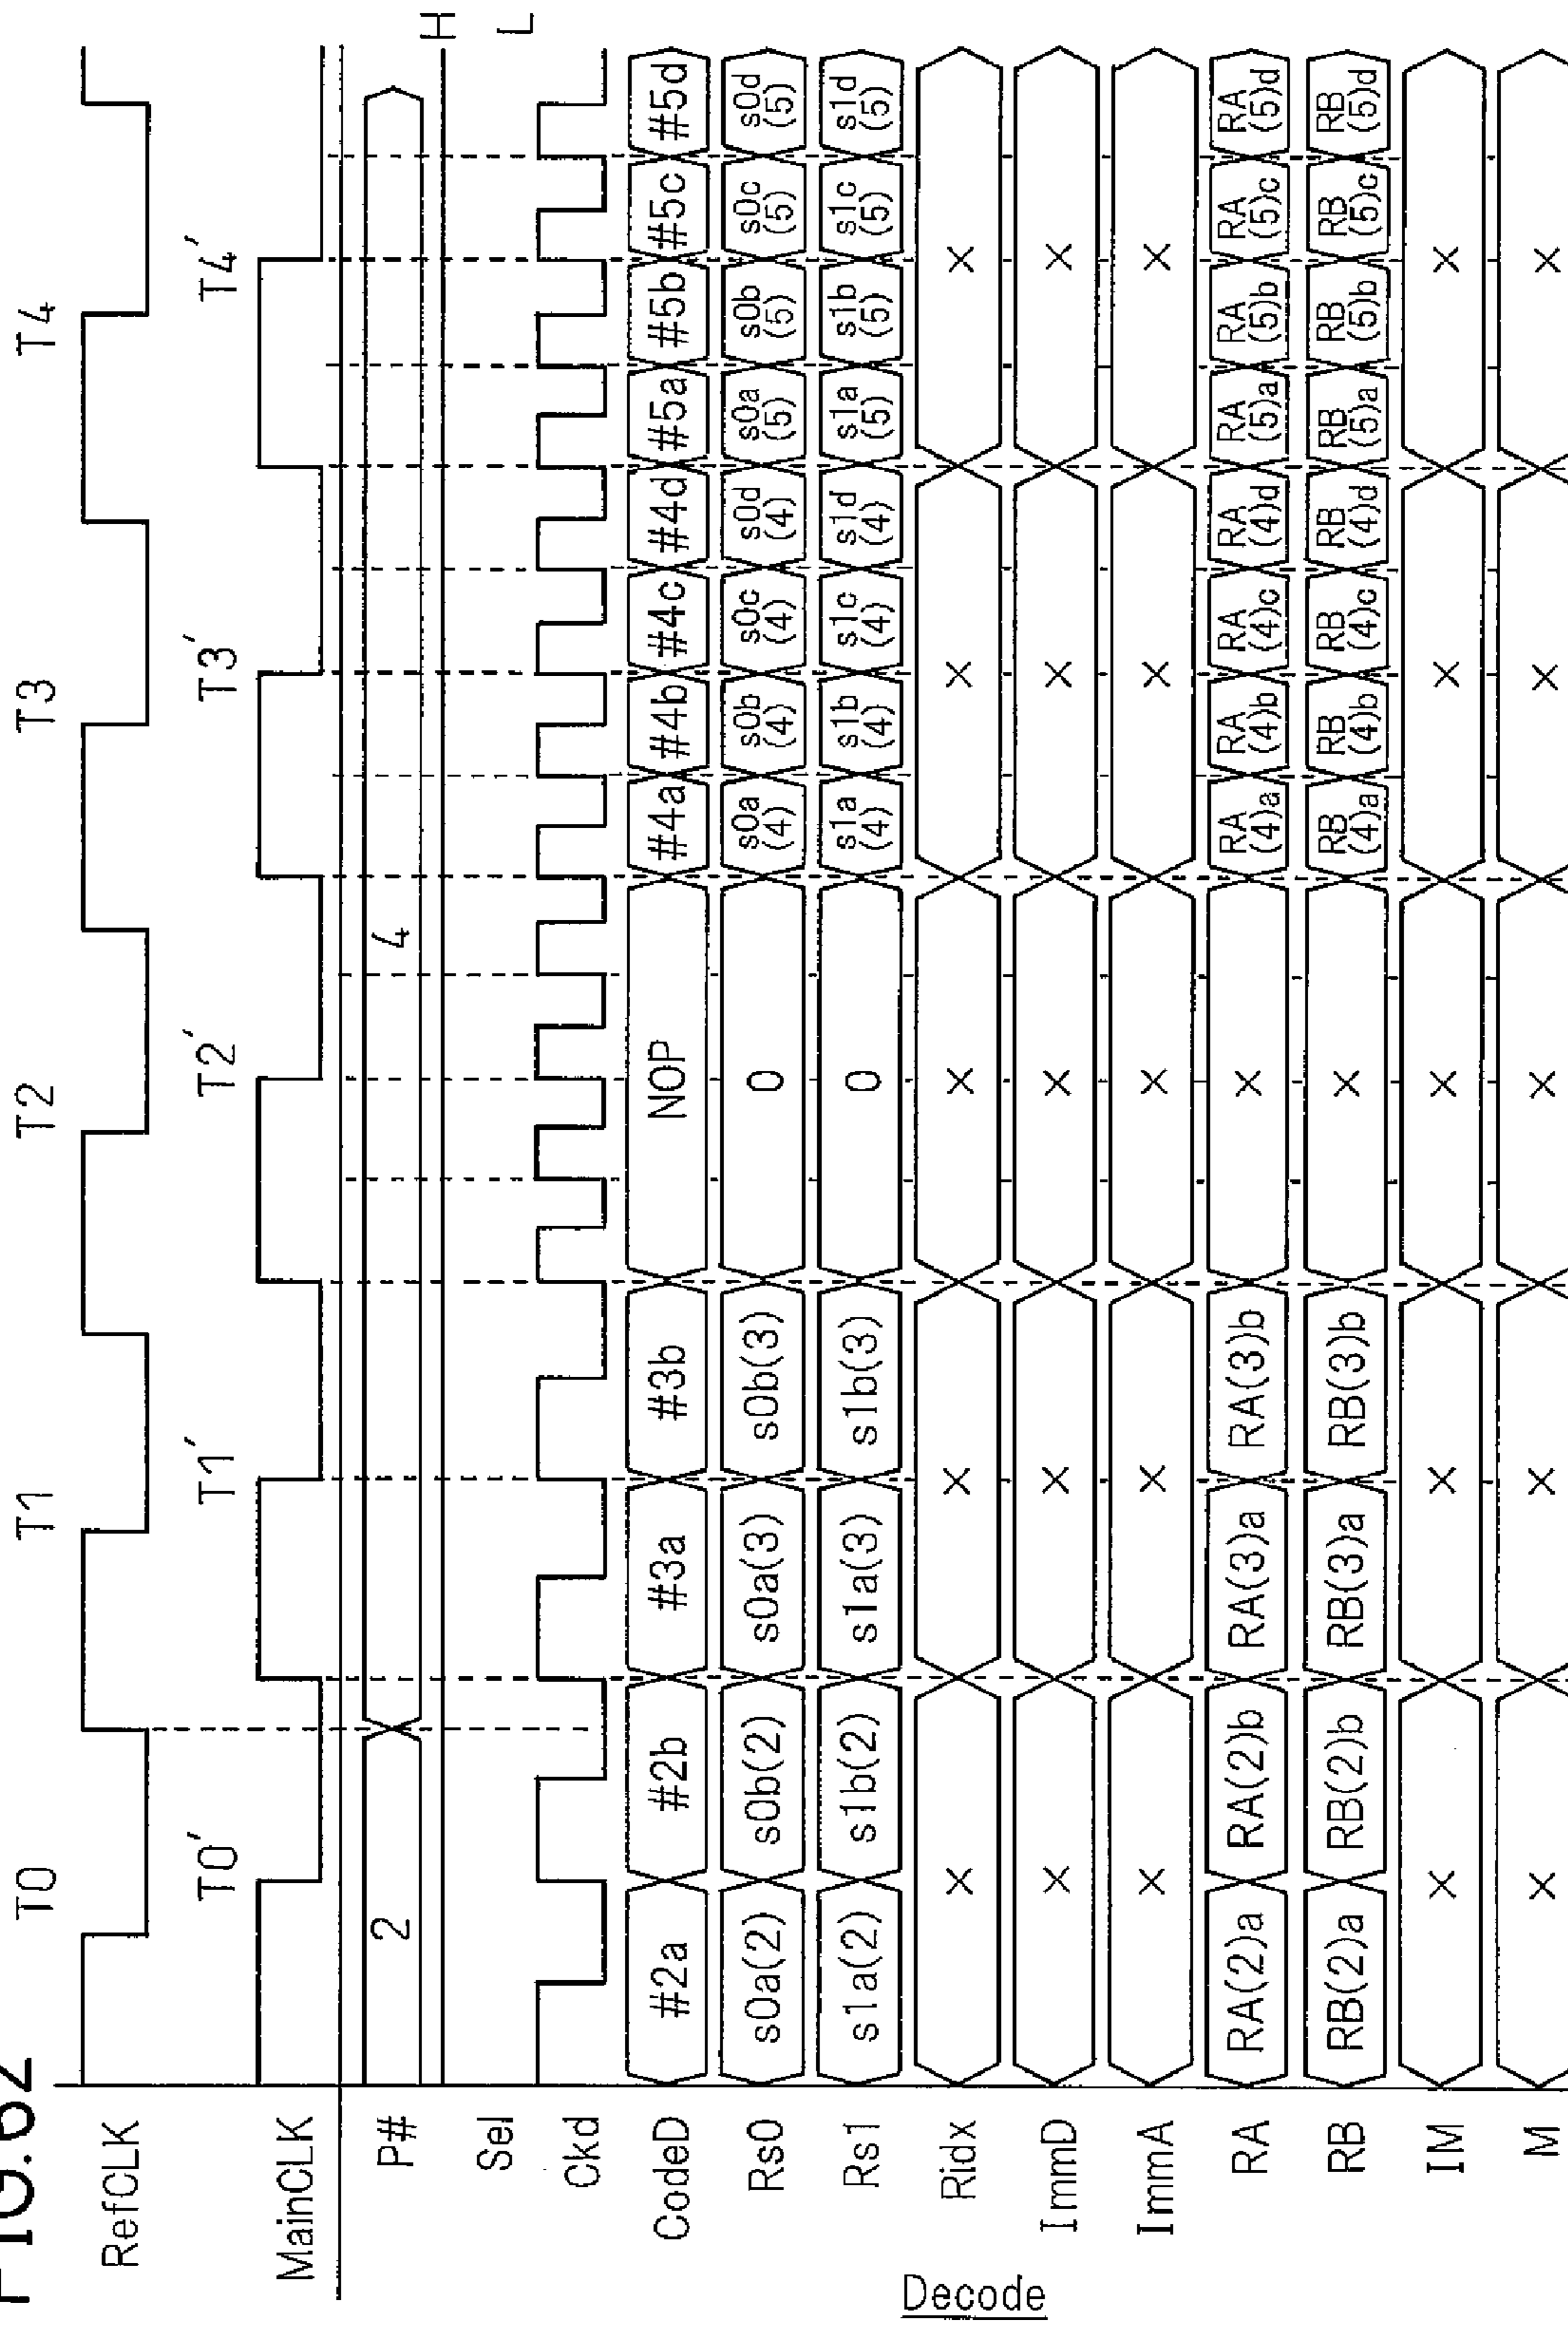 FIG.62
T0 T1 T2 T3 T4
RefCLK
T0′ T1′ T2′ T3′ T4′
MainCLK
P# 2 4
H
Sel
L
Ckd
CodeD #2a #2b #3a #3b NOP #4a #4b #4c #4d #5a #5b #5c #5d
Rs0 s0a(2) s0b(2) s0a(3) s0b(3) 0 s0a(4) s0b(4) s0c(4) s0d(4) s0a(5) s0b(5) s0c(5) s0d(5)
Rs1 s1a(2) s1b(2) s1a(3) s1b(3) 0 s1a(4) s1b(4) s1c(4) s1d(4) s1a(5) s1b(5) s1c(5) s1d(5)
Ridx × × × × ×
ImmD × × × × ×
Decode
ImmA × × × × ×
RA RA(2)a RA(2)b RA(3)a RA(3)b × RA(4)a RA(4)b RA(4)c RA(4)d RA(5)a RA(5)b RA(5)c RA(5)d
RB RB(2)a RB(2)b RB(3)a RB(3)b × RB(4)a RB(4)b RB(4)c RB(4)d RB(5)a RB(5)b RB(5)c RB(5)d
IM × × × × ×
M × × × × ×